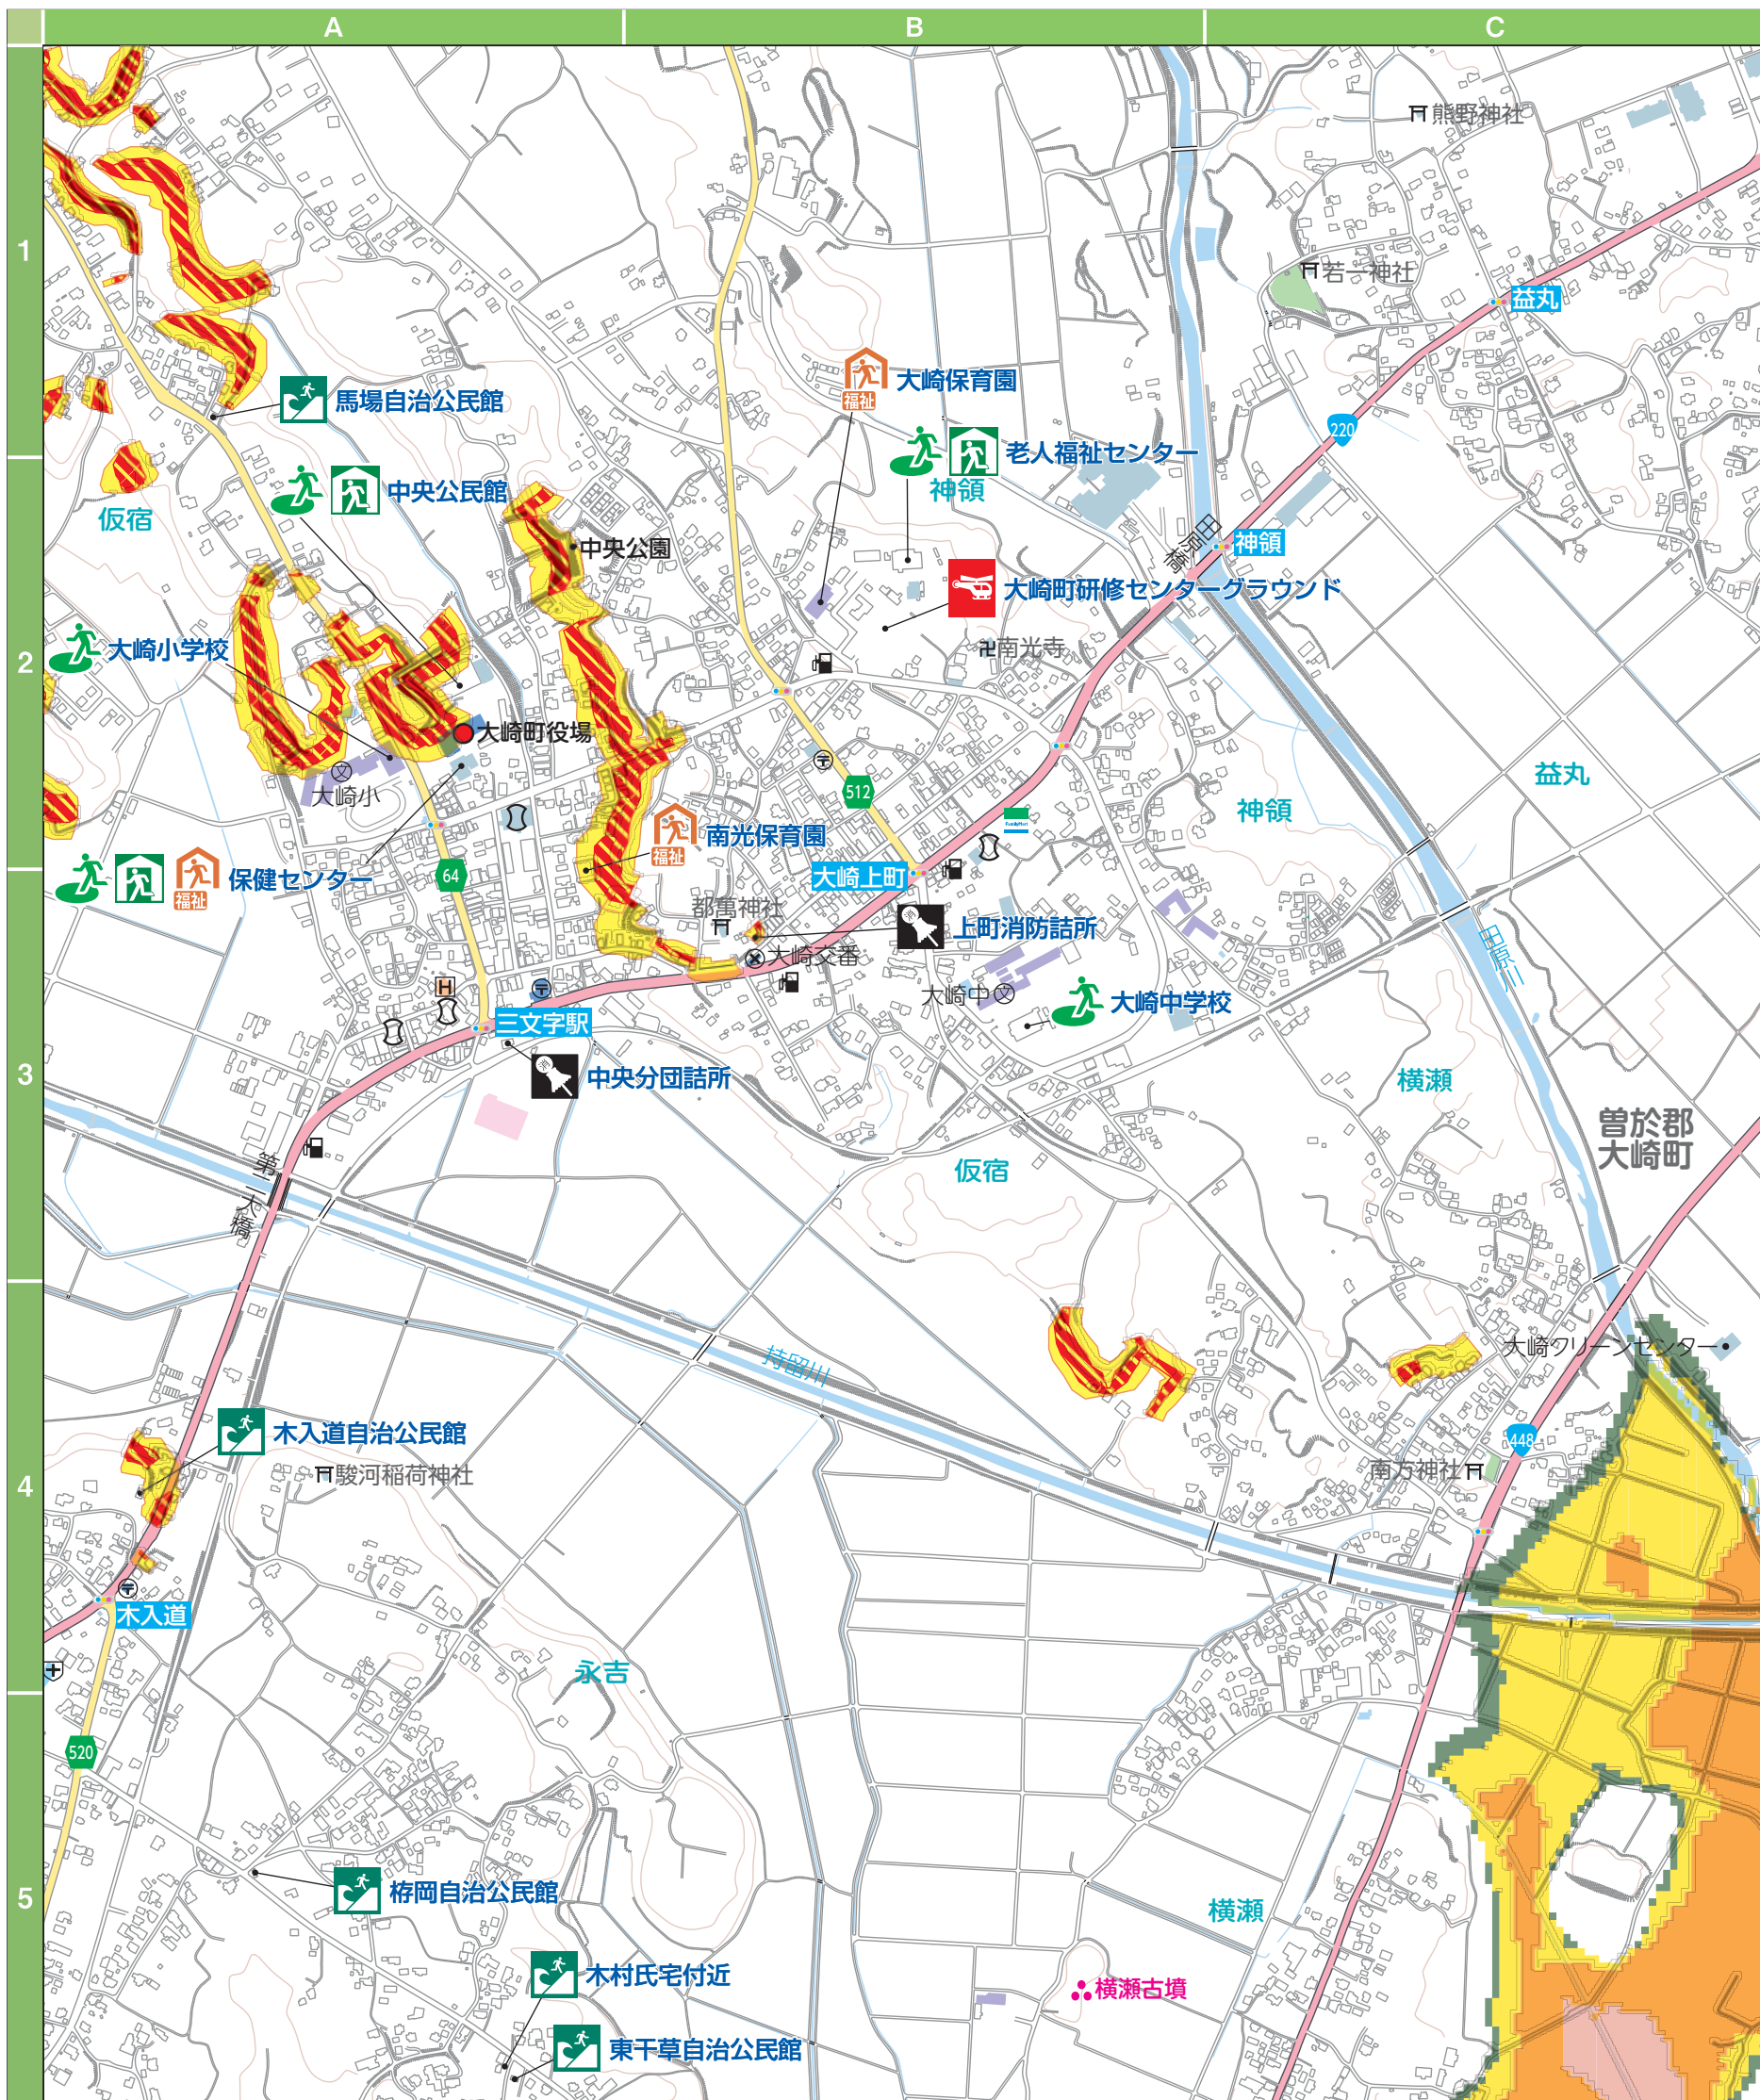 A
B
C
1
2
3
4
5
熊野神社
若一神社
益丸
220
馬場自治公民館
福祉
大崎保育園
老人福祉センター
神領
中央公民館
仮宿
中央公園
田原橋
神領
大崎町研修センターグラウンド
大崎小学校
南光寺
大崎町役場
文
大崎小
512
益丸
神領
福祉
南光保育園
FamilyMart
大崎上町
64
福祉
保健センター
都萬神社
消
上町消防詰所
大崎交番
田原川
H
大崎中
文
大崎中学校
三文字駅
消
中央分団詰所
横瀬
曽於郡
大崎町
第二大橋
仮宿
大崎クリーンセンター
持留川
木入道自治公民館
448
南方神社
駿河稲荷神社
木入道
永吉
520
栫岡自治公民館
横瀬
木村氏宅付近
横瀬古墳
東干草自治公民館